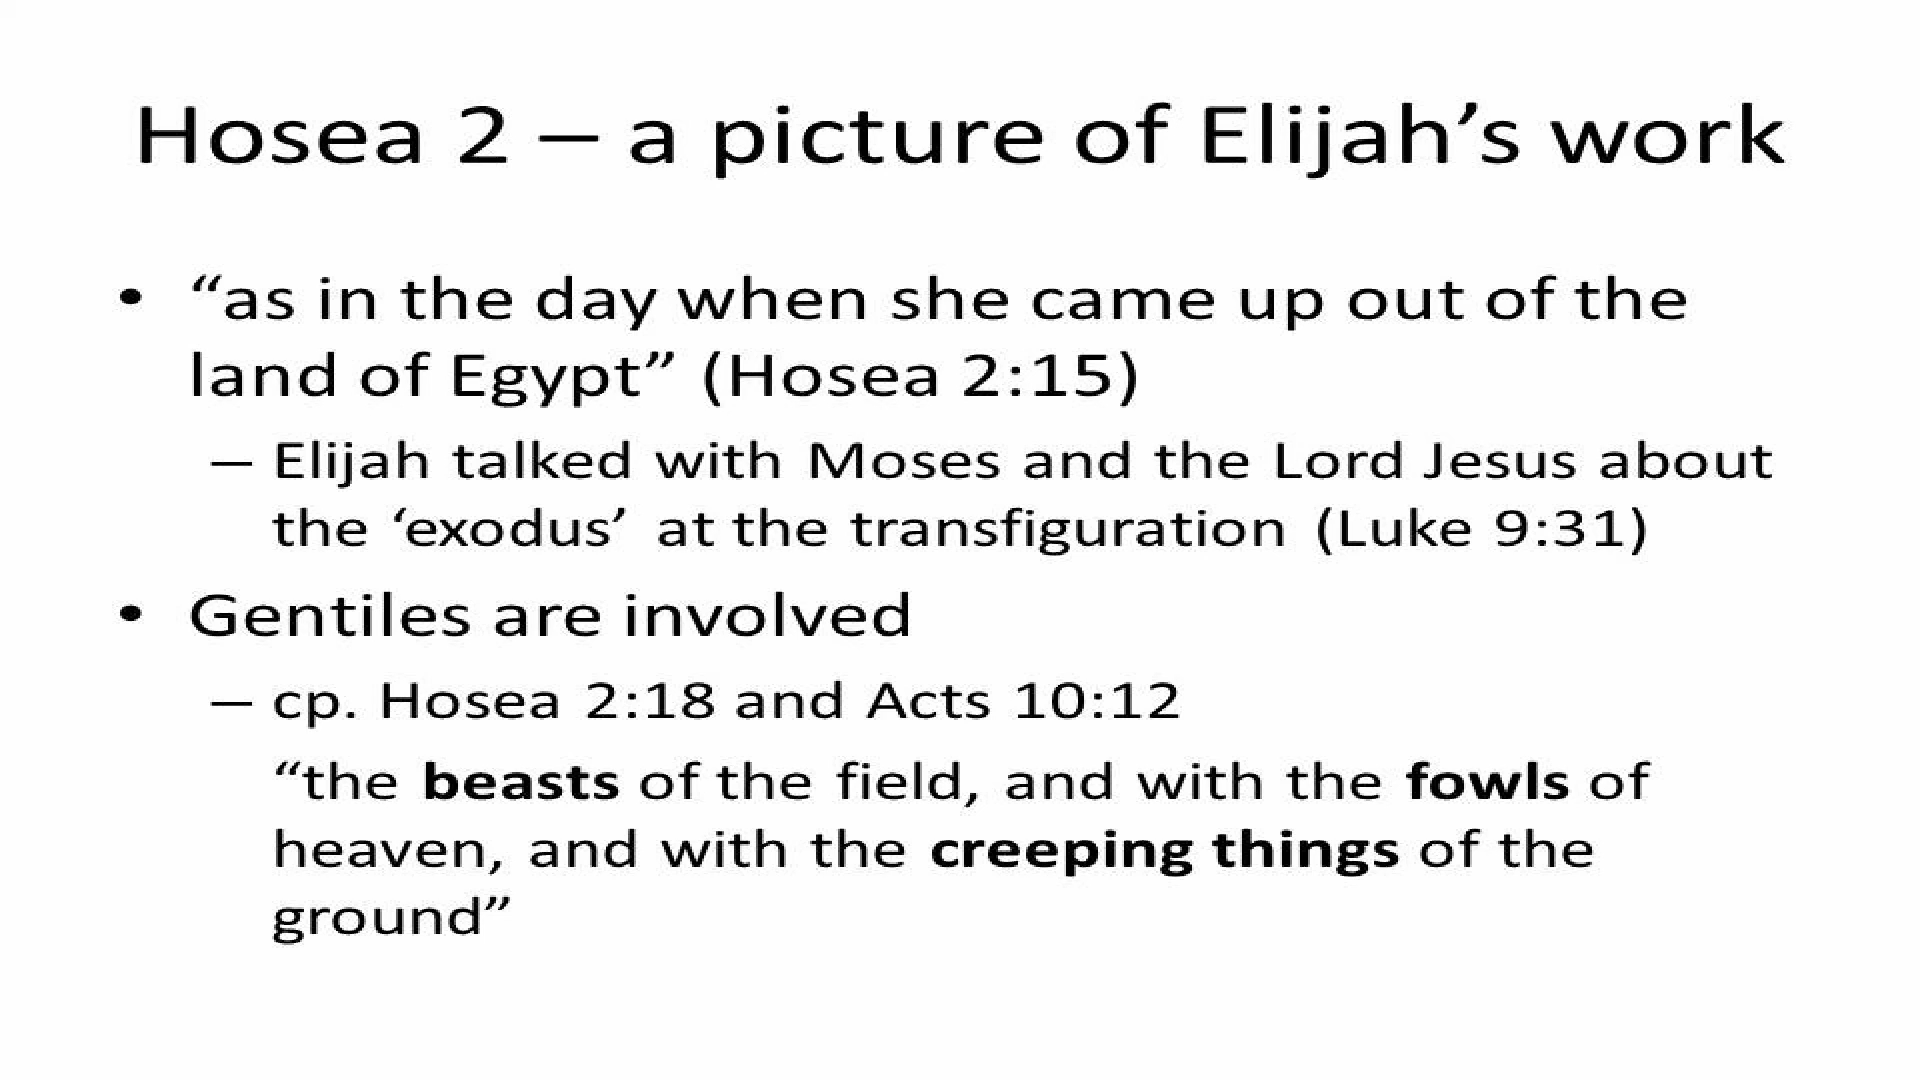 Hosea 2 – a picture of Elijah’s work
• “as in the day when she came up out of the
land of Egypt” (Hosea 2:15)
– Elijah talked with Moses and the Lord Jesus about
the ‘exodus’ at the transfiguration (Luke 9:31)
• Gentiles are involved
– cp. Hosea 2:18 and Acts 10:12
“the beasts of the field, and with the fowls of
heaven, and with the creeping things of the
ground”